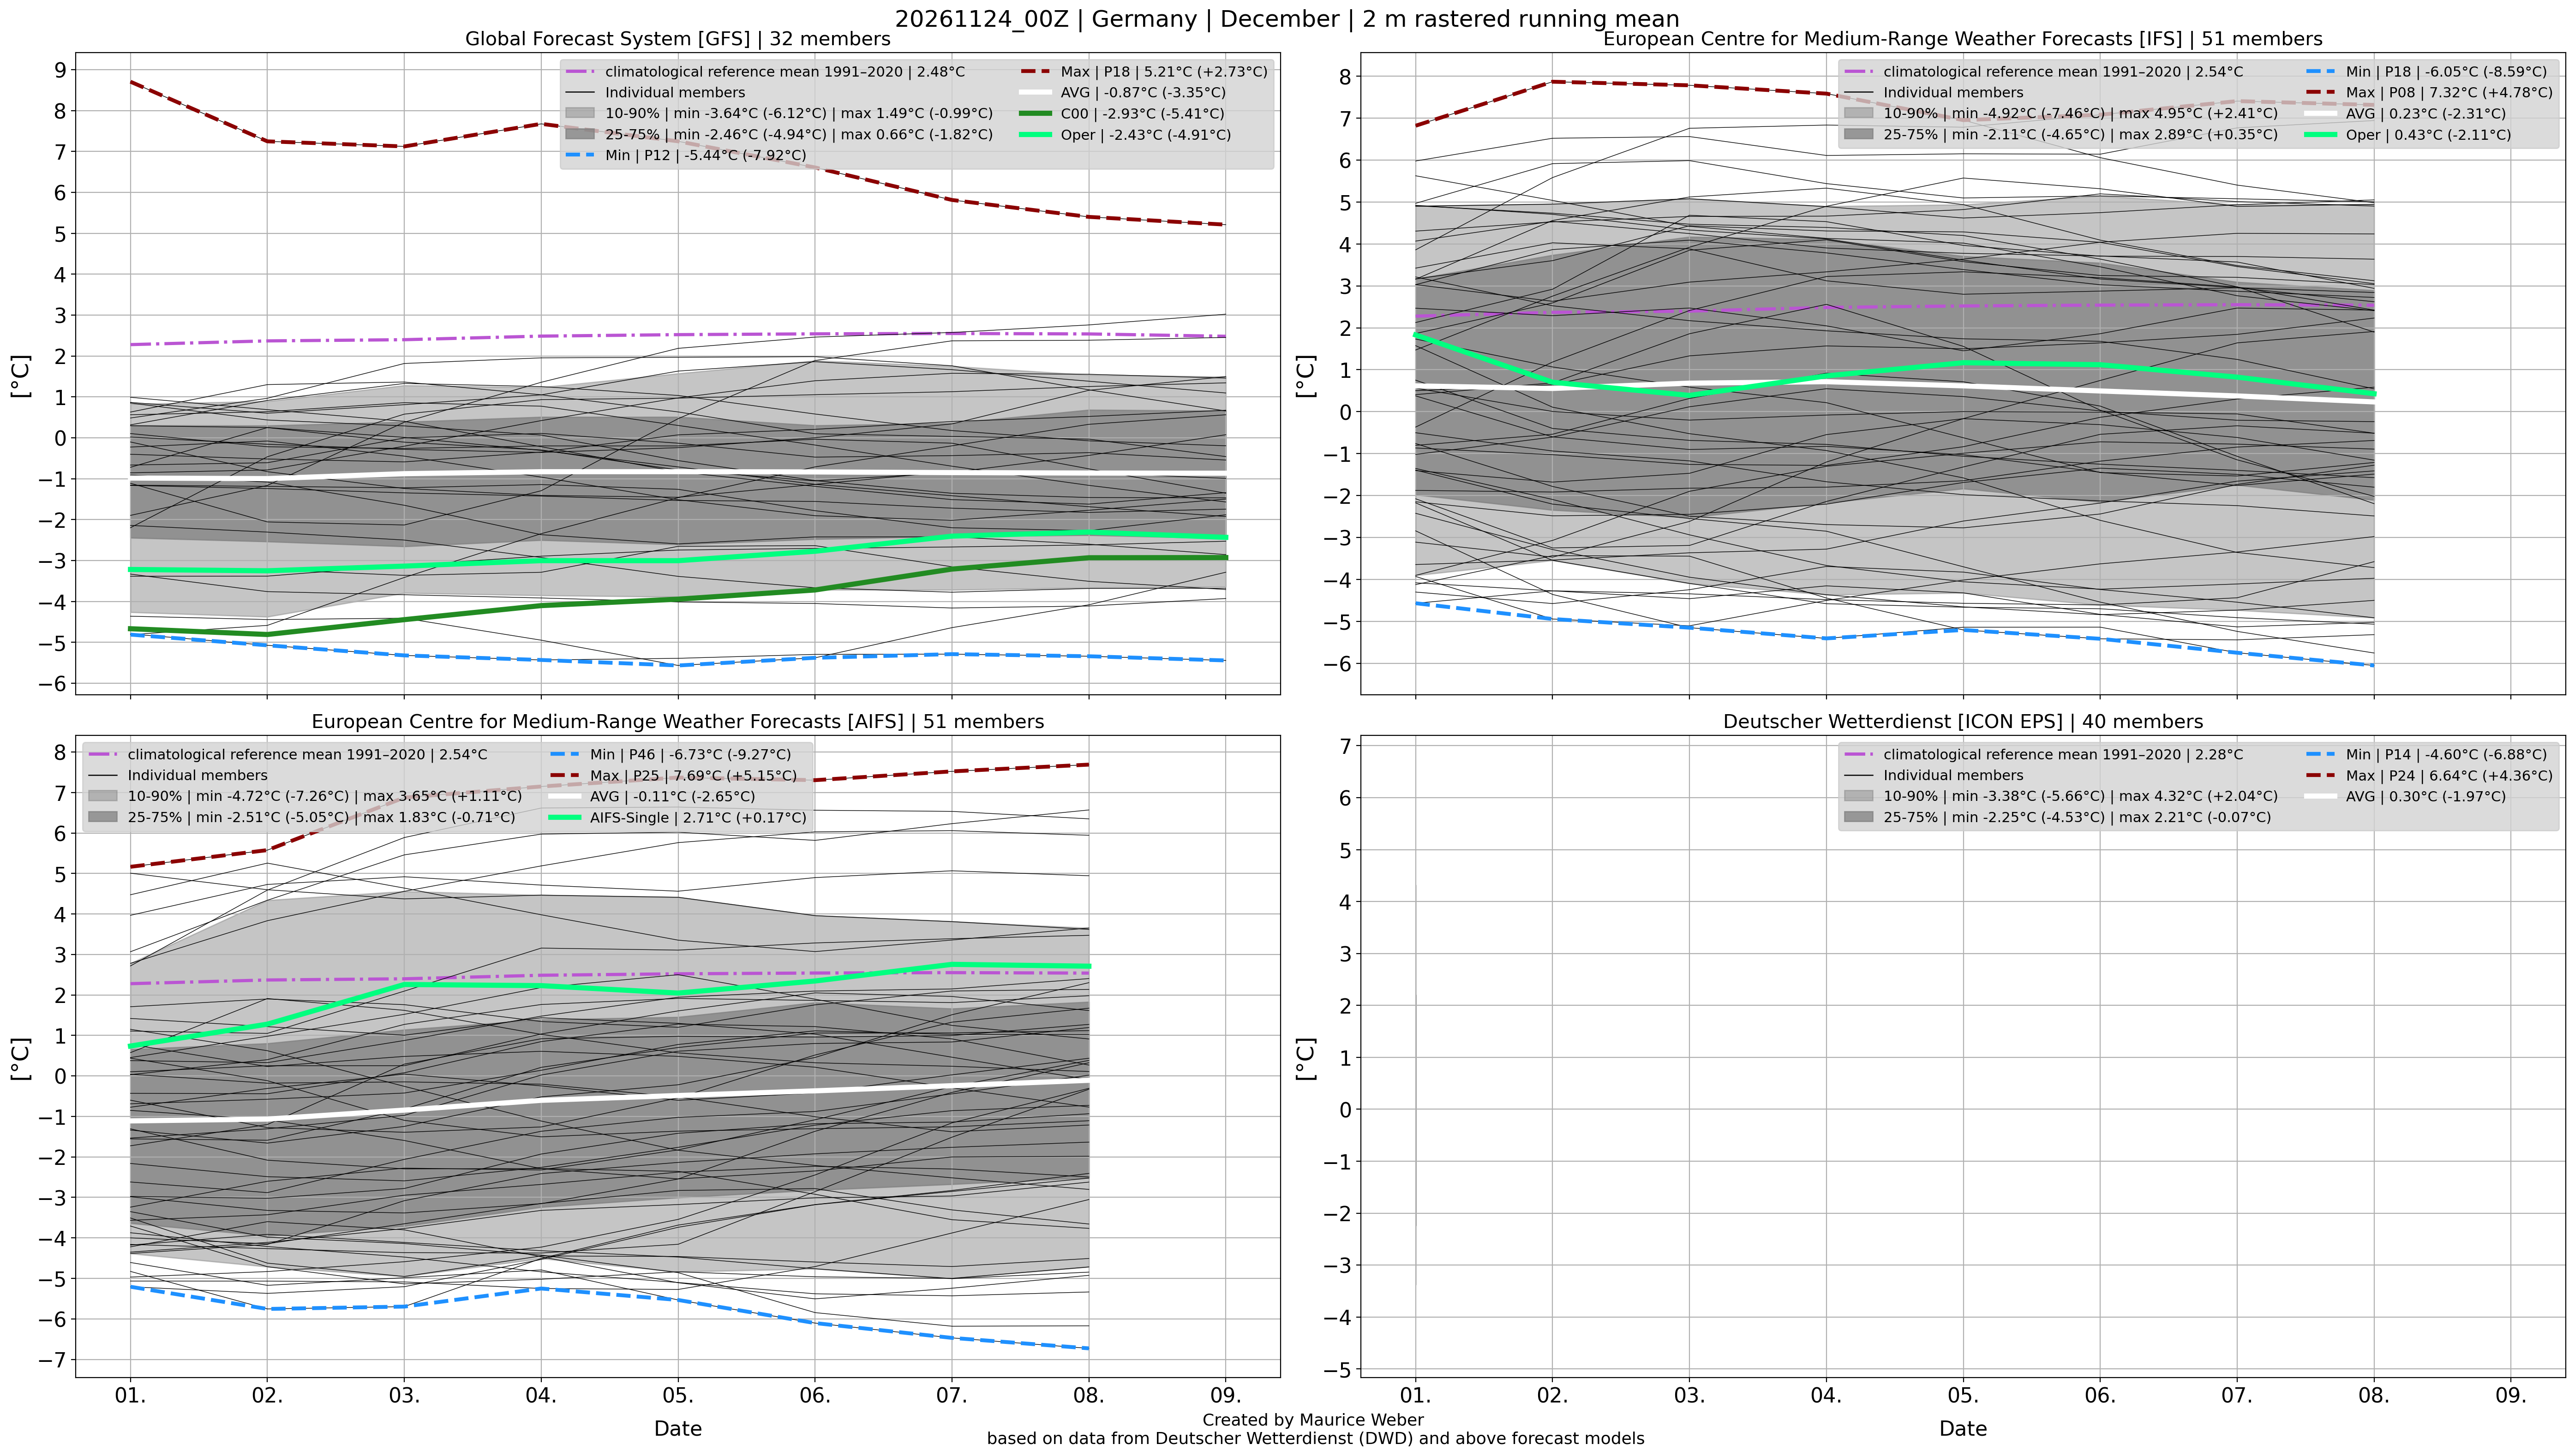 20261124_00Z | Germany | December | 2 m rastered running mean
Global Forecast System [GFS] | 32 members
climatological reference mean 1991–2020 | 2.48°C
Individual members
10-90% | min -3.64°C (-6.12°C) | max 1.49°C (-0.99°C)
25-75% | min -2.46°C (-4.94°C) | max 0.66°C (-1.82°C)
Min | P12 | -5.44°C (-7.92°C)
Max | P18 | 5.21°C (+2.73°C)
AVG | -0.87°C (-3.35°C)
C00 | -2.93°C (-5.41°C)
Oper | -2.43°C (-4.91°C)
[°C]
9
8
7
6
5
4
3
2
1
0
−1
−2
−3
−4
−5
−6
European Centre for Medium-Range Weather Forecasts [IFS] | 51 members
climatological reference mean 1991–2020 | 2.54°C
Individual members
10-90% | min -4.92°C (-7.46°C) | max 4.95°C (+2.41°C)
25-75% | min -2.11°C (-4.65°C) | max 2.89°C (+0.35°C)
Min | P18 | -6.05°C (-8.59°C)
Max | P08 | 7.32°C (+4.78°C)
AVG | 0.23°C (-2.31°C)
Oper | 0.43°C (-2.11°C)
[°C]
8
7
6
5
4
3
2
1
0
−1
−2
−3
−4
−5
−6
European Centre for Medium-Range Weather Forecasts [AIFS] | 51 members
climatological reference mean 1991–2020 | 2.54°C
Individual members
10-90% | min -4.72°C (-7.26°C) | max 3.65°C (+1.11°C)
25-75% | min -2.51°C (-5.05°C) | max 1.83°C (-0.71°C)
Min | P46 | -6.73°C (-9.27°C)
Max | P25 | 7.69°C (+5.15°C)
AVG | -0.11°C (-2.65°C)
AIFS-Single | 2.71°C (+0.17°C)
[°C]
8
7
6
5
4
3
2
1
0
−1
−2
−3
−4
−5
−6
−7
01. 02. 03. 04. 05. 06. 07. 08. 09.
Date
Deutscher Wetterdienst [ICON EPS] | 40 members
climatological reference mean 1991–2020 | 2.28°C
Individual members
10-90% | min -3.38°C (-5.66°C) | max 4.32°C (+2.04°C)
25-75% | min -2.25°C (-4.53°C) | max 2.21°C (-0.07°C)
Min | P14 | -4.60°C (-6.88°C)
Max | P24 | 6.64°C (+4.36°C)
AVG | 0.30°C (-1.97°C)
[°C]
7
6
5
4
3
2
1
0
−1
−2
−3
−4
−5
01. 02. 03. 04. 05. 06. 07. 08. 09.
Date
Created by Maurice Weber
based on data from Deutscher Wetterdienst (DWD) and above forecast models